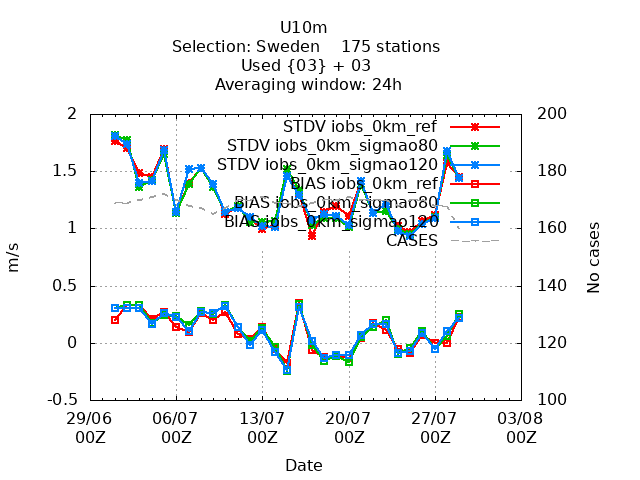 U10m
Selection: Sweden    175 stations
Used {03} + 03
Averaging window: 24h
2
1.5
1
0.5
0
-0.5
m/s
200
180
160
140
120
100
No cases
STDV iobs_0km_ref
STDV iobs_0km_sigmao80
STDV iobs_0km_sigmao120
BIAS iobs_0km_ref
BIAS iobs_0km_sigmao80
BIAS iobs_0km_sigmao120
CASES
29/06 06/07 13/07 20/07 27/07 03/08
00Z 00Z 00Z 00Z 00Z 00Z
Date